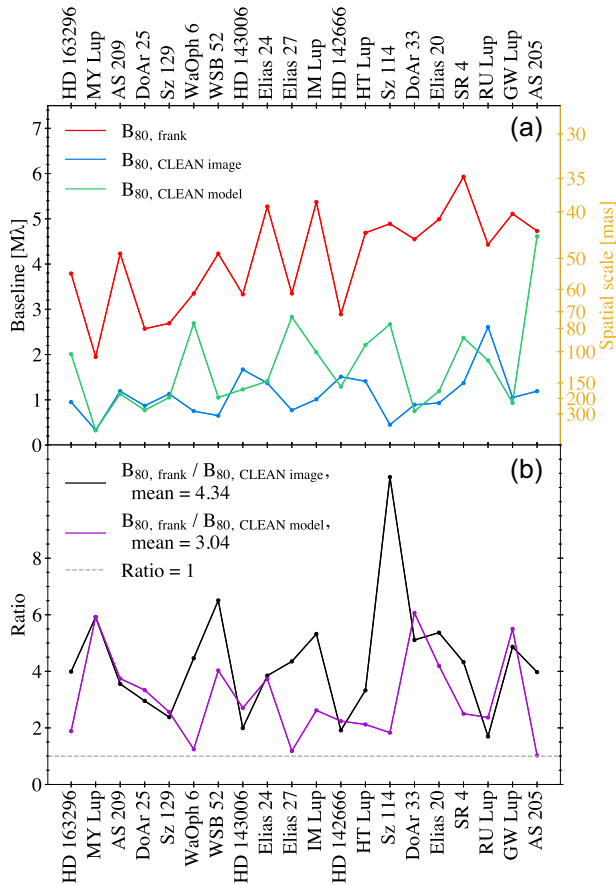 HD 163296
MY Lup
AS 209
DoAr 25
Sz 129
WaOph 6
WSB 52
HD 143006
Elias 24
Elias 27
IM Lup
HD 142666
HT Lup
Sz 114
DoAr 33
Elias 20
SR 4
RU Lup
GW Lup
AS 205
(a)
B80, frank
B80, CLEAN image
B80, CLEAN model
Baseline [Mλ]
7
6
5
4
3
2
1
0
Spatial scale [mas]
30
35
40
50
60
70
80
100
150
200
300
(b)
B80, frank / B80, CLEAN image,
mean = 4.34
B80, frank / B80, CLEAN model,
mean = 3.04
Ratio = 1
Ratio
8
6
4
2
0
HD 163296
MY Lup
AS 209
DoAr 25
Sz 129
WaOph 6
WSB 52
HD 143006
Elias 24
Elias 27
IM Lup
HD 142666
HT Lup
Sz 114
DoAr 33
Elias 20
SR 4
RU Lup
GW Lup
AS 205